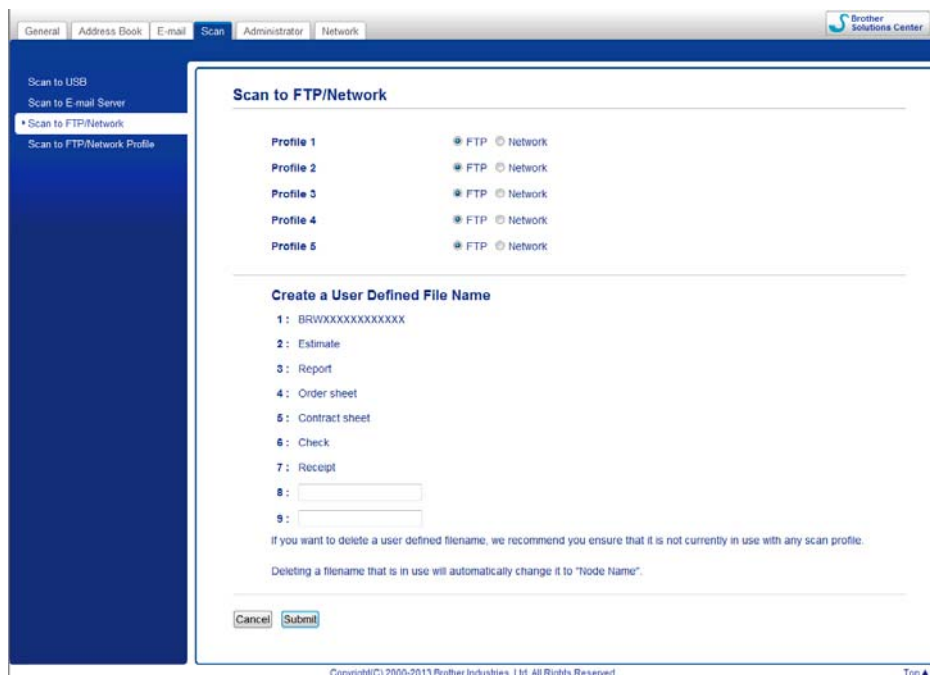 General Address Book E-mail Scan Administrator Network
Brother
Solutions Center
Scan to USB
Scan to E-mail Server
Scan to FTP/Network
Scan to FTP/Network Profile
Scan to FTP/Network
Profile 1 FTP Network
Profile 2 FTP Network
Profile 3 FTP Network
Profile 4 FTP Network
Profile 5 FTP Network
Create a User Defined File Name
1 : BRWXXXXXXXXXXXX
2 : Estimate
3 : Report
4 : Order sheet
5 : Contract sheet
6 : Check
7 : Receipt
8 :
9 :
If you want to delete a user defined filename, we recommend you ensure that it is not currently in use with any scan profile.
Deleting a filename that is in use will automatically change it to "Node Name".
Cancel Submit
Copyright(C) 2000-2013 Brother Industries, Ltd. All Rights Reserved. Top▲